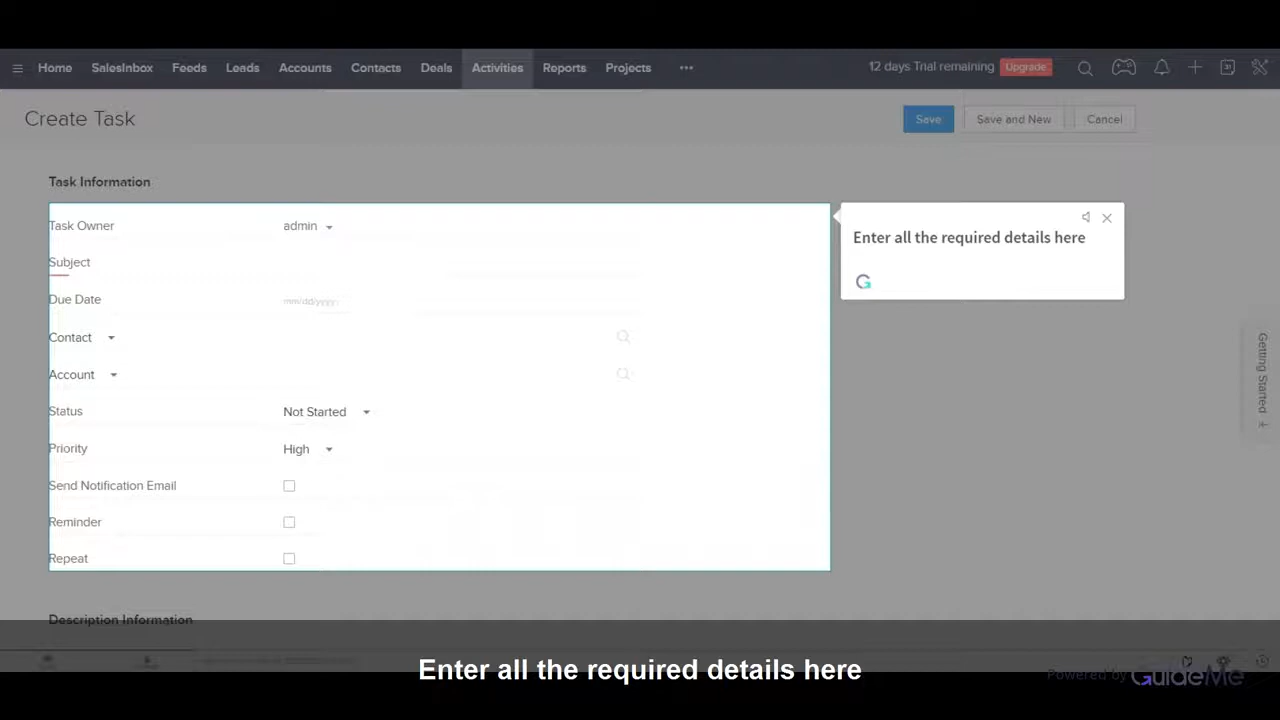 Home SalesInbox Feeds Leads Accounts Contacts Deals Activities Reports Projects ••• 12 days Trial remaining Upgrade
Create Task Save Save and New Cancel
Task Information
Task Owner admin
Subject
Due Date mm/dd/yyyy
Contact
Account
Status Not Started
Priority High
Send Notification Email
Reminder
Repeat
Enter all the required details here
Getting Started
Description Information
Enter all the required details here
Powered by GuideMe